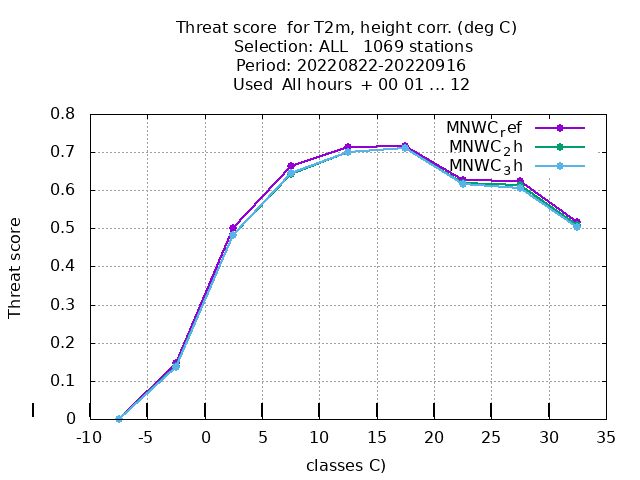 Threat score  for T2m, height corr. (deg C)
Selection: ALL   1069 stations
Period: 20220822-20220916
Used  All hours  + 00 01 ... 12
MNWC_ref
MNWC_2h
MNWC_3h
0.8
0.7
0.6
0.5
0.4
0.3
0.2
0.1
0
Threat score
-10 -5 0 5 10 15 20 25 30 35
classes C)